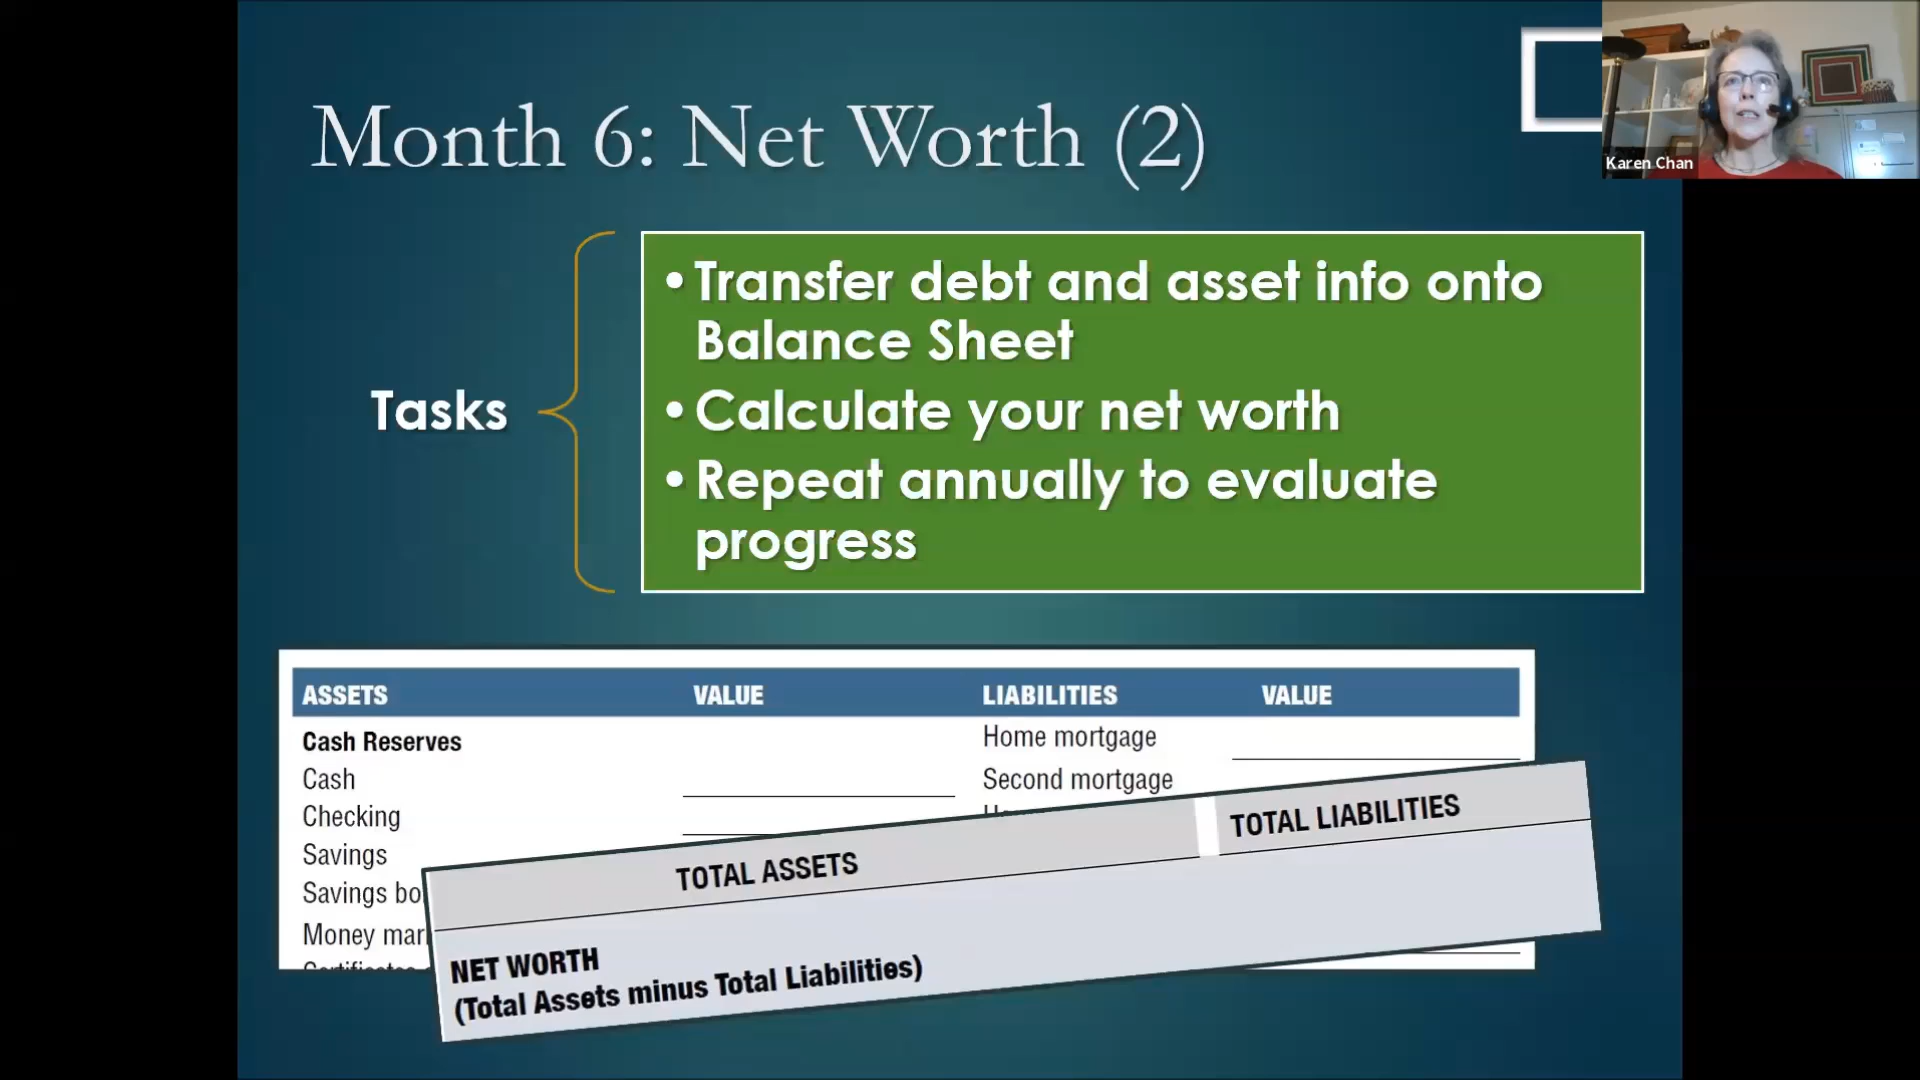 Month 6: Net Worth (2)
Karen Chan
Tasks
• Transfer debt and asset info onto
Balance Sheet
• Calculate your net worth
• Repeat annually to evaluate
progress
ASSETS VALUE LIABILITIES VALUE
Cash Reserves
Home mortgage
Cash
Second mortgage
Checking
Savings
Savings bo
Money mar
TOTAL ASSETS
TOTAL LIABILITIES
NET WORTH
(Total Assets minus Total Liabilities)